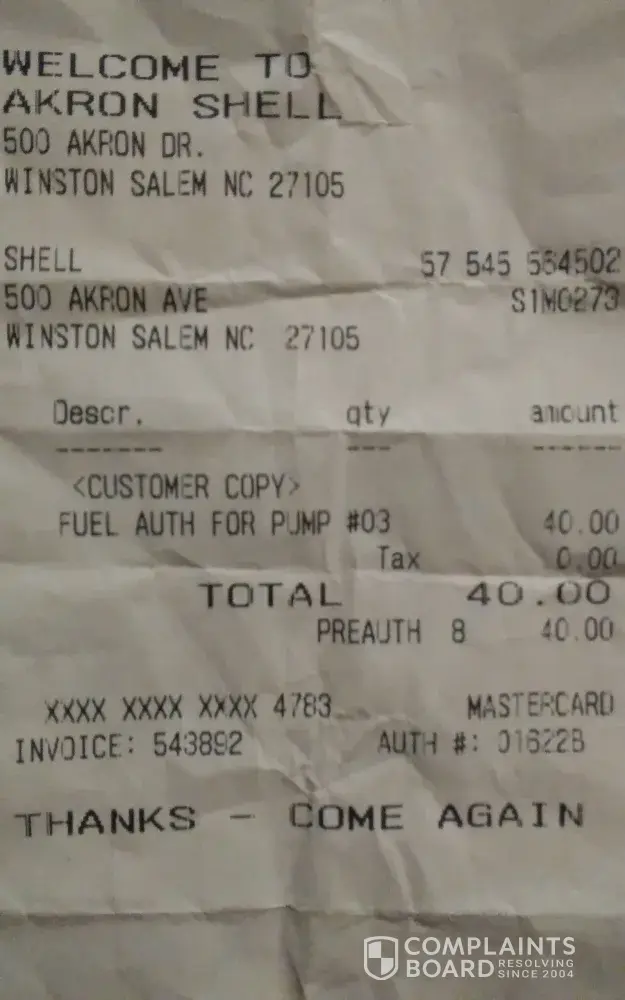 WELCOME TO
AKRON SHELL
500 AKRON DR.
WINSTON SALEM NC 27105
SHELL 57 545 564502
500 AKRON AVE S1M0273
WINSTON SALEM NC 27105
Descr. qty amount
<CUSTOMER COPY>
FUEL AUTH FOR PUMP #03 40.00
Tax 0.00
TOTAL 40.00
PREAUTH 8 40.00
XXXX XXXX XXXX 4783 MASTERCARD
INVOICE: 543892 AUTH #: 01622B
THANKS - COME AGAIN
COMPLAINTS
BOARD RESOLVING
SINCE 2004